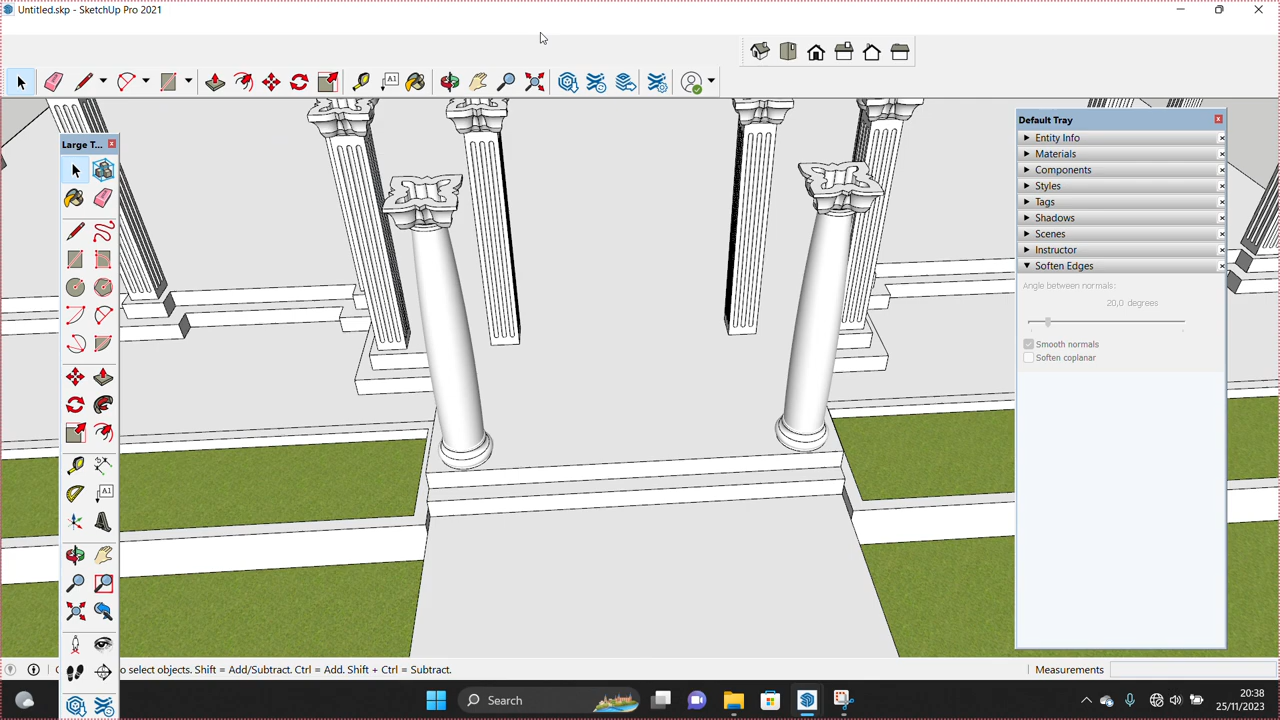 Untitled.skp - SketchUp Pro 2021
A1
Large T...
A1
Default Tray
Entity Info
Materials
Components
Styles
Tags
Shadows
Scenes
Instructor
Soften Edges
Angle between normals:
20,0 degrees
Smooth normals
Soften coplanar
o select objects. Shift = Add/Subtract. Ctrl = Add. Shift + Ctrl = Subtract.
Measurements
Search
20:38
25/11/2023